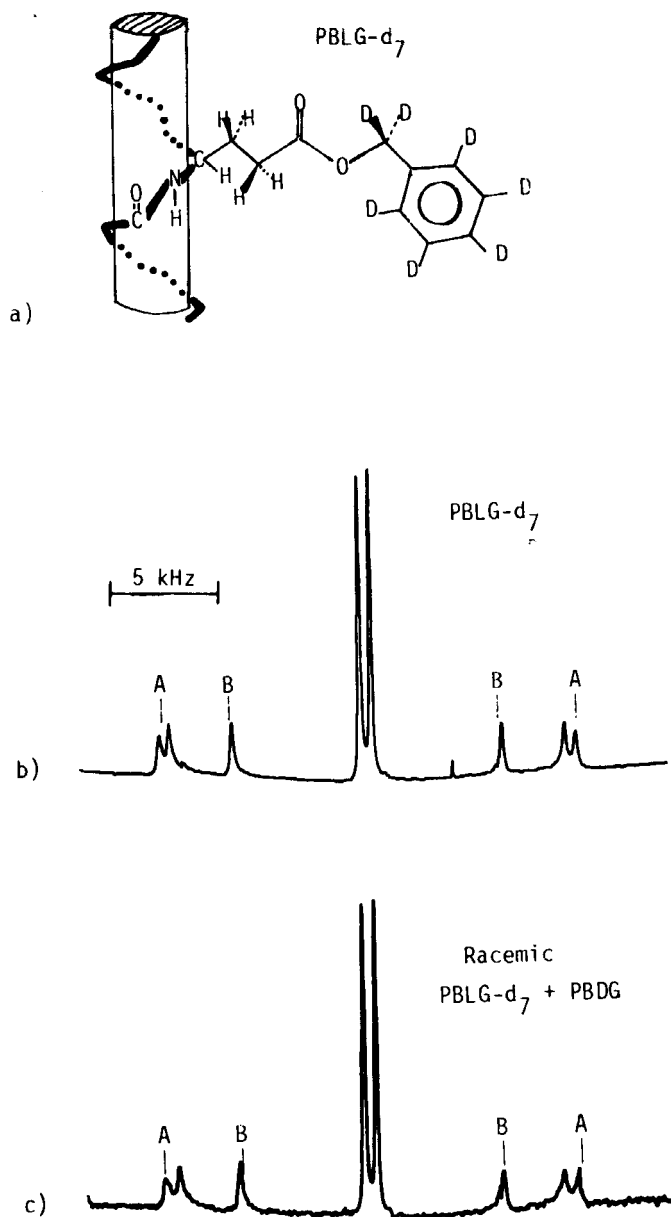 PBLG-d7
O
D D
H H
D
C
O
D
O
N
H
H H
D
C
H
D
D
a)
PBLG-d7
5 kHz
A B B A
b)
Racemic
PBLG-d7 + PBDG
A B B A
c)